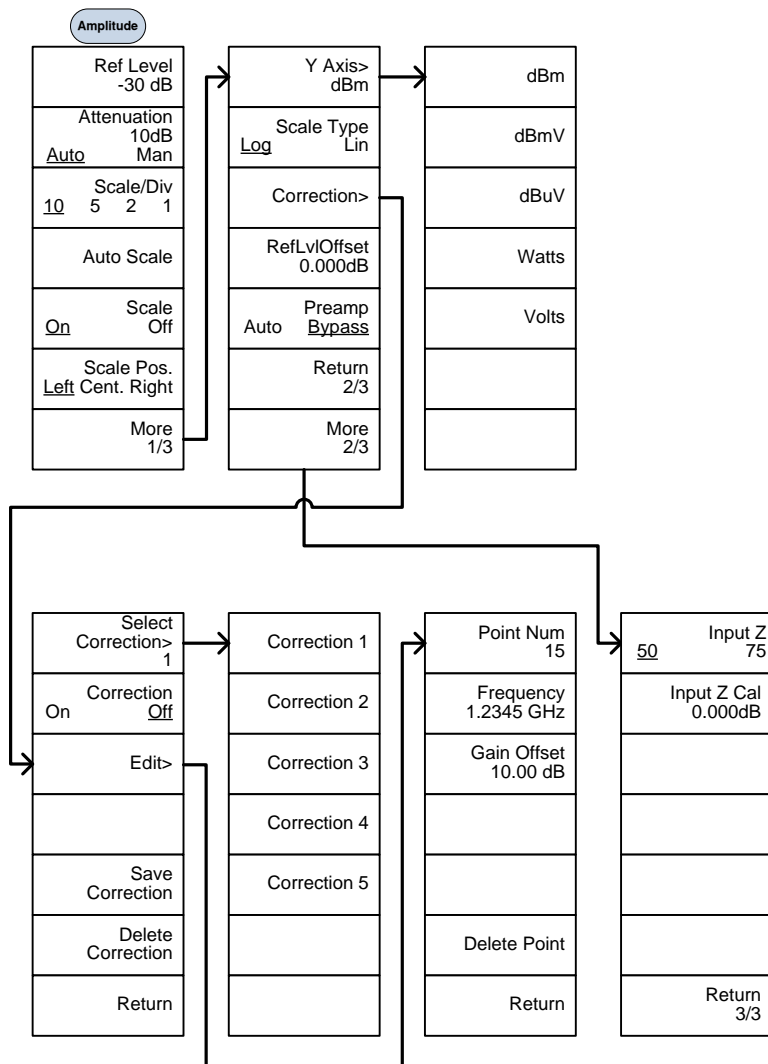 Amplitude
Ref Level
-30 dB
Attenuation
10dB
Auto Man
Scale/Div
10 5 2 1
Auto Scale
Scale
On Off
Scale Pos.
Left Cent. Right
More
1/3
Y Axis>
dBm
Scale Type
Log Lin
Correction>
RefLvlOffset
0.000dB
Preamp
Auto Bypass
Return
2/3
More
2/3
dBm
dBmV
dBuV
Watts
Volts
Select
Correction>
1
Correction
On Off
Edit>
Save
Correction
Delete
Correction
Return
Correction 1
Correction 2
Correction 3
Correction 4
Correction 5
Point Num
15
Frequency
1.2345 GHz
Gain Offset
10.00 dB
Delete Point
Return
Input Z
50 75
Input Z Cal
0.000dB
Return
3/3